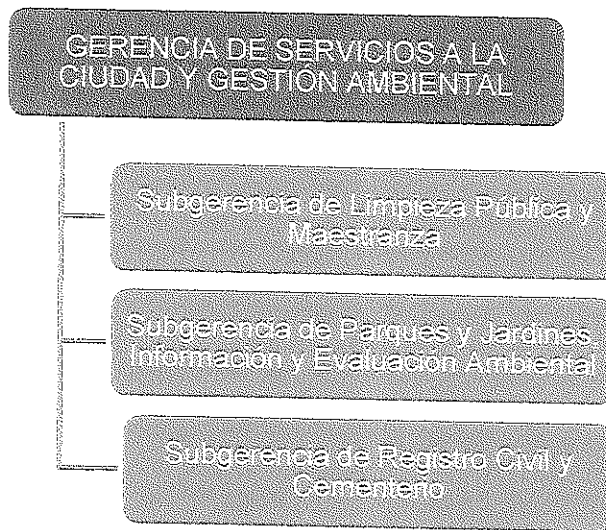 GERENCIA DE SERVICIOS A LA
CIUDAD Y GESTIÓN AMBIENTAL
Subgerencia de Limpieza Pública y
Maestranza
Subgerencia de Parques y Jardines
Información y Evaluación Ambiental
Subgerencia de Registro Civil y
Cementerio